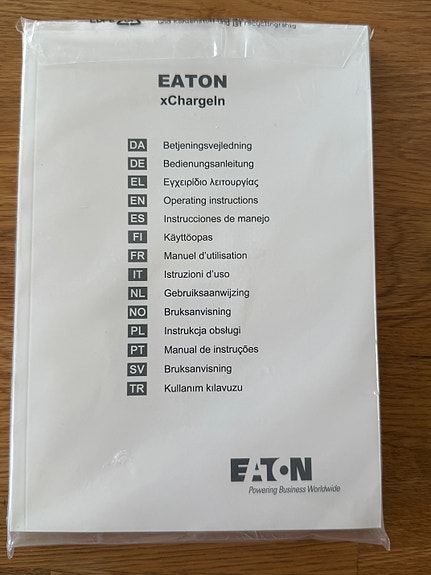 EATON
xChargeIn
DA Betjeningsvejledning
DE Bedienungsanleitung
EL Εγχειρίδιο λειτουργίας
EN Operating instructions
ES Instrucciones de manejo
FI Käyttöopas
FR Manuel d'utilisation
IT Istruzioni d'uso
NL Gebruiksaanwijzing
NO Bruksanvisning
PL Instrukcja obsługi
PT Manual de instruções
SV Bruksanvisning
TR Kullanım kılavuzu
EATON
Powering Business Worldwide